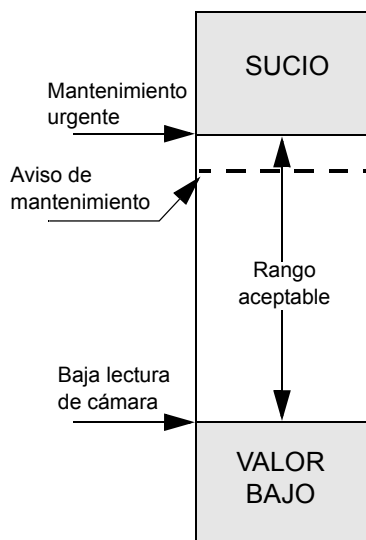 SUCIO
Mantenimiento
urgente
Aviso de
mantenimiento
Rango
aceptable
Baja lectura
de cámara
VALOR
BAJO